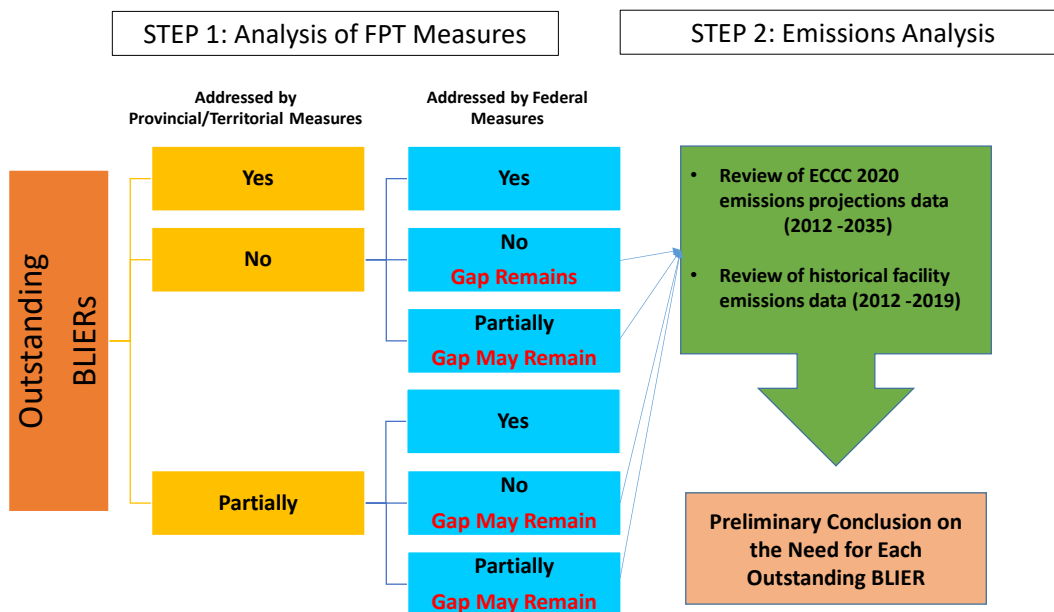 STEP 1: Analysis of FPT Measures
STEP 2: Emissions Analysis
Addressed by
Provincial/Territorial Measures
Addressed by Federal
Measures
Outstanding
BLIERs
Yes
No
Partially
Yes
No
Gap Remains
Partially
Gap May Remain
Yes
No
Gap May Remain
Partially
Gap May Remain
• Review of ECCC 2020
emissions projections data
(2012 -2035)
• Review of historical facility
emissions data (2012 -2019)
Preliminary Conclusion on
the Need for Each
Outstanding BLIER